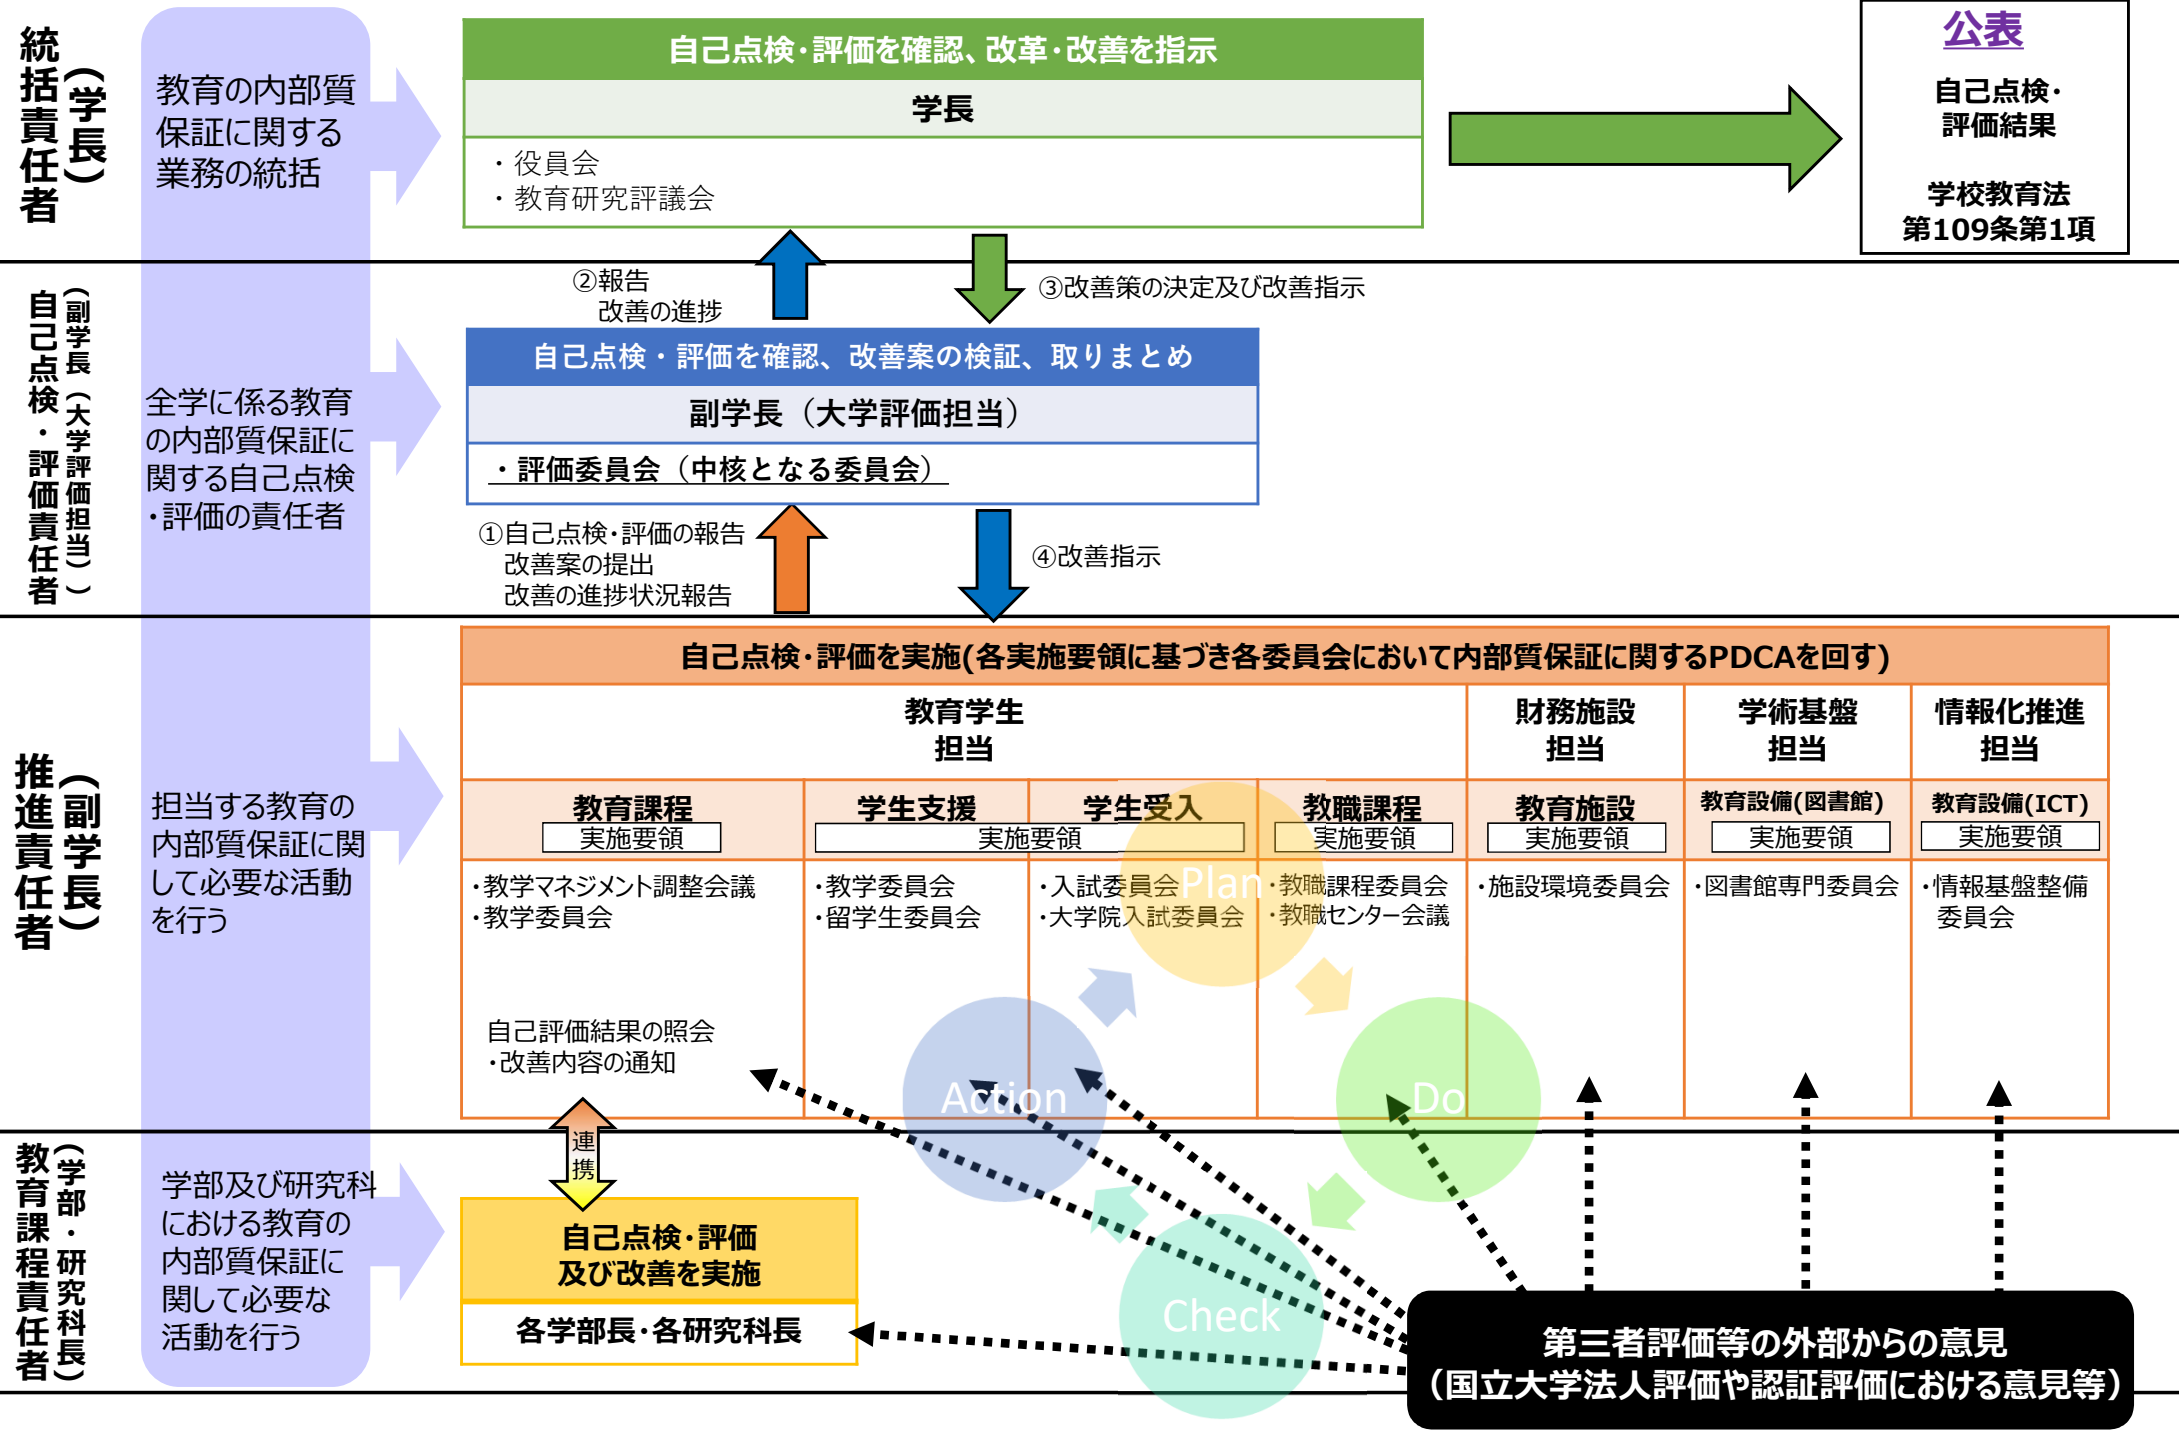 統括責任者
(学長)
教育の内部質
保証に関する
業務の統括
自己点検・評価を確認、改革・改善を指示
学長
・役員会
・教育研究評議会
公表
自己点検・
評価結果
学校教育法
第109条第1項
②報告
改善の進捗
③改善策の決定及び改善指示
自己点検・評価責任者
(副学長(大学評価担当))
全学に係る教育
の内部質保証に
関する自己点検
・評価の責任者
自己点検・評価を確認、改善案の検証、取りまとめ
副学長（大学評価担当）
・評価委員会（中核となる委員会）
①自己点検・評価の報告
改善案の提出
改善の進捗状況報告
④改善指示
推進責任者
(副学長)
担当する教育の
内部質保証に関
して必要な活動
を行う
自己点検・評価を実施(各実施要領に基づき各委員会において内部質保証に関するPDCAを回す)
教育学生
担当
財務施設
担当
学術基盤
担当
情報化推進
担当
教育課程
実施要領
学生支援
学生受入
実施要領
教職課程
実施要領
教育施設
実施要領
教育設備(図書館)
実施要領
教育設備(ICT)
実施要領
・教学マネジメント調整会議
・教学委員会
・教学委員会
・留学生委員会
・入試委員会
・大学院入試委員会
・教職課程委員会
・教職センター会議
・施設環境委員会
・図書館専門委員会
・情報基盤整備
委員会
自己評価結果の照会
・改善内容の通知
Plan
Do
Check
Action
連携
教育課程責任者
(学部・研究科長)
学部及び研究科
における教育の
内部質保証に
関して必要な
活動を行う
自己点検・評価
及び改善を実施
各学部長・各研究科長
第三者評価等の外部からの意見
（国立大学法人評価や認証評価における意見等）